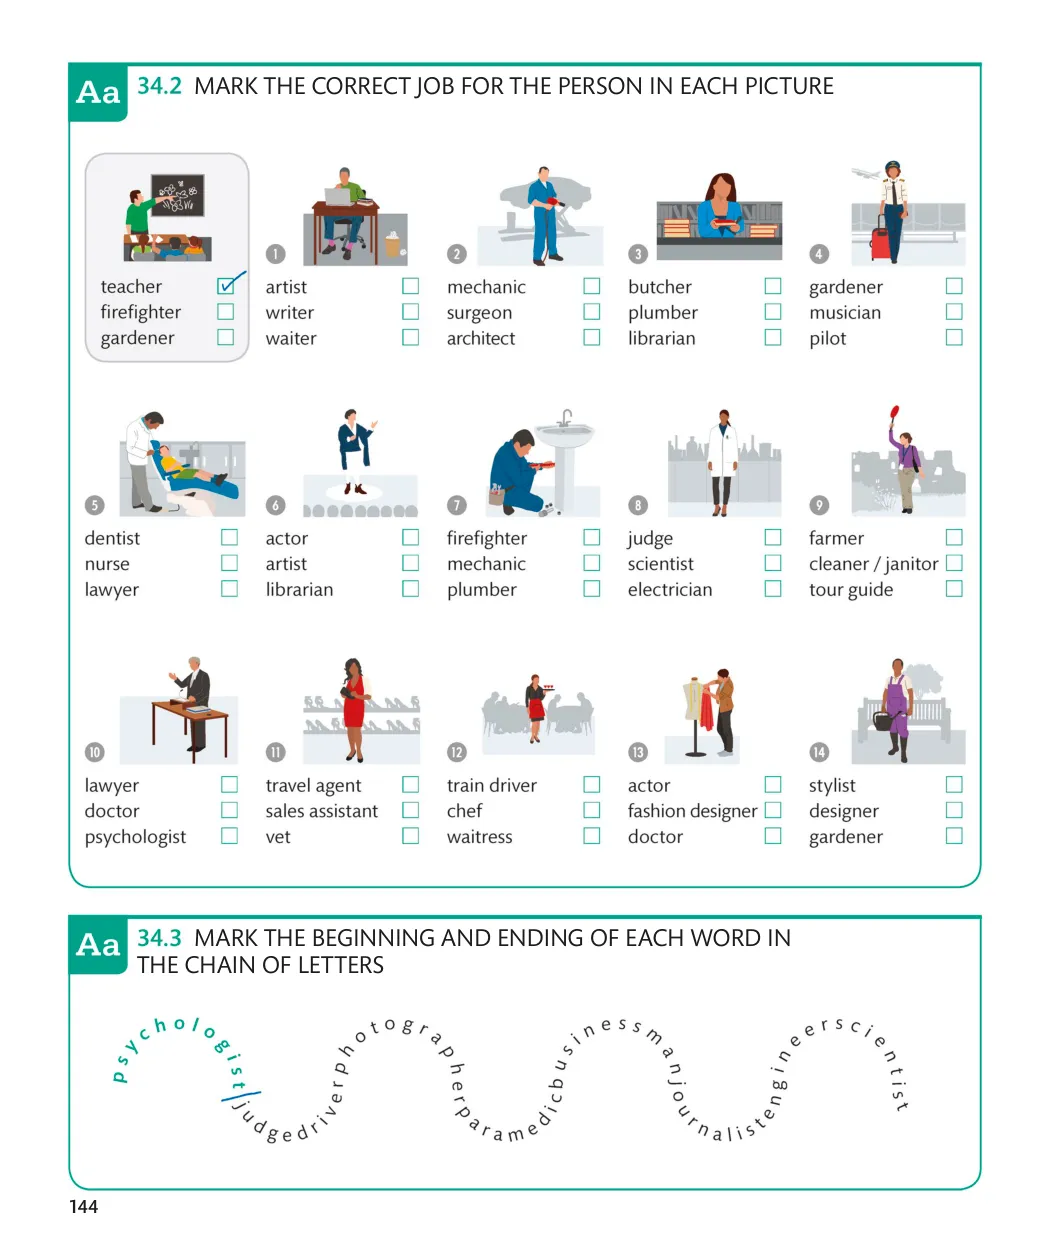 Aa
34.2 MARK THE CORRECT JOB FOR THE PERSON IN EACH PICTURE
teacher
firefighter
gardener
1
artist
writer
waiter
2
mechanic
surgeon
architect
3
butcher
plumber
librarian
4
gardener
musician
pilot
5
dentist
nurse
lawyer
6
actor
artist
librarian
7
firefighter
mechanic
plumber
8
judge
scientist
electrician
9
farmer
cleaner / janitor
tour guide
10
lawyer
doctor
psychologist
11
travel agent
sales assistant
vet
12
train driver
chef
waitress
13
actor
fashion designer
doctor
14
stylist
designer
gardener
Aa
34.3 MARK THE BEGINNING AND ENDING OF EACH WORD IN
THE CHAIN OF LETTERS
psychologist/judgedriverphotographerparamedicbusinessmanjournalistengineerscientist
144